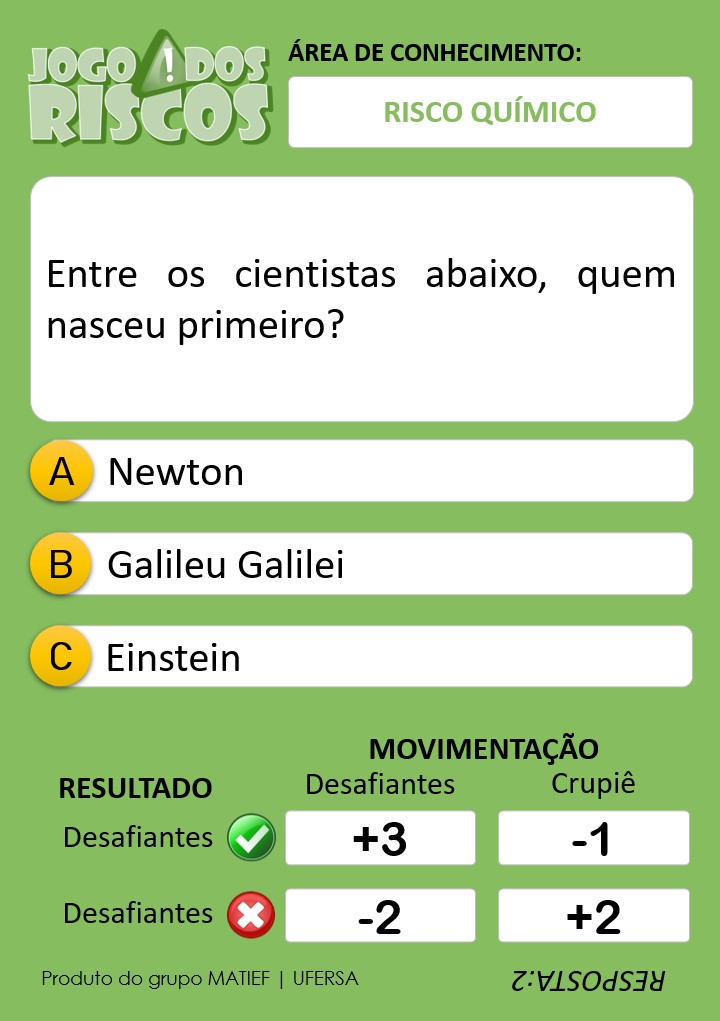 JOGO DOS
RISCOS
ÁREA DE CONHECIMENTO:
RISCO QUÍMICO
Entre os cientistas abaixo, quem
nasceu primeiro?
A Newton
B Galileu Galilei
C Einstein
MOVIMENTAÇÃO
RESULTADO Desafiantes Crupiê
Desafiantes +3 -1
Desafiantes -2 +2
Produto do grupo MATIEF | UFERSA RESPOSTA:2